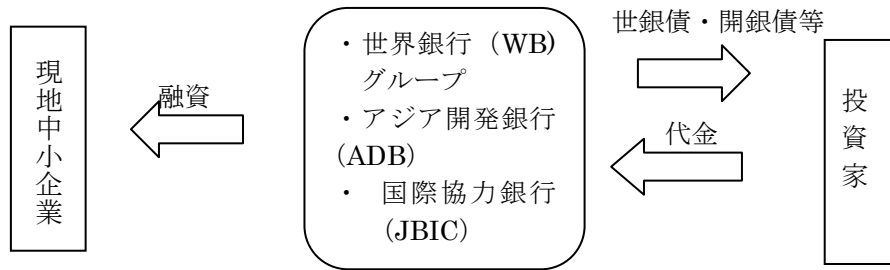 現地中小企業
融資
・世界銀行（WB)
グループ
・アジア開発銀行
(ADB)
・ 国際協力銀行
（JBIC）
世銀債・開銀債等
代金
投資家